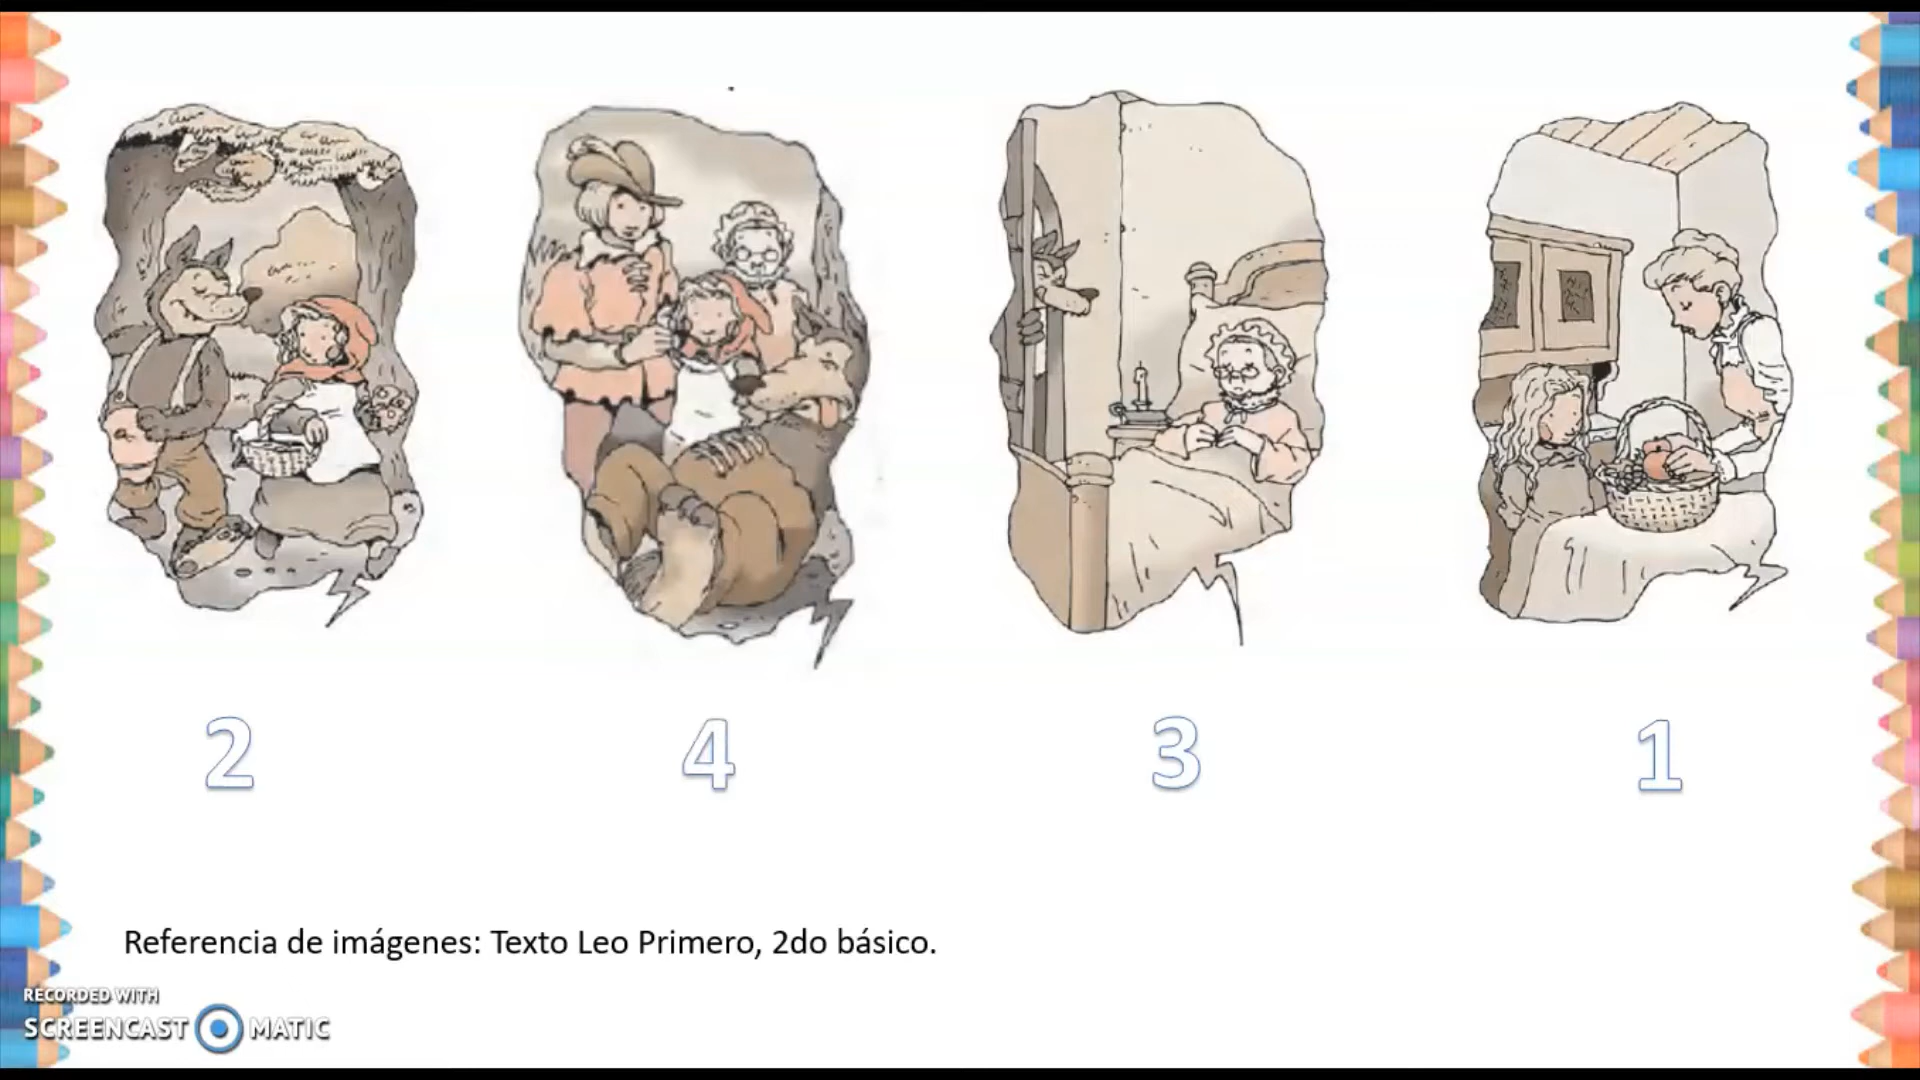 2 4 3 1
Referencia de imágenes: Texto Leo Primero, 2do básico.
RECORDED WITH
SCREENCAST MATIC